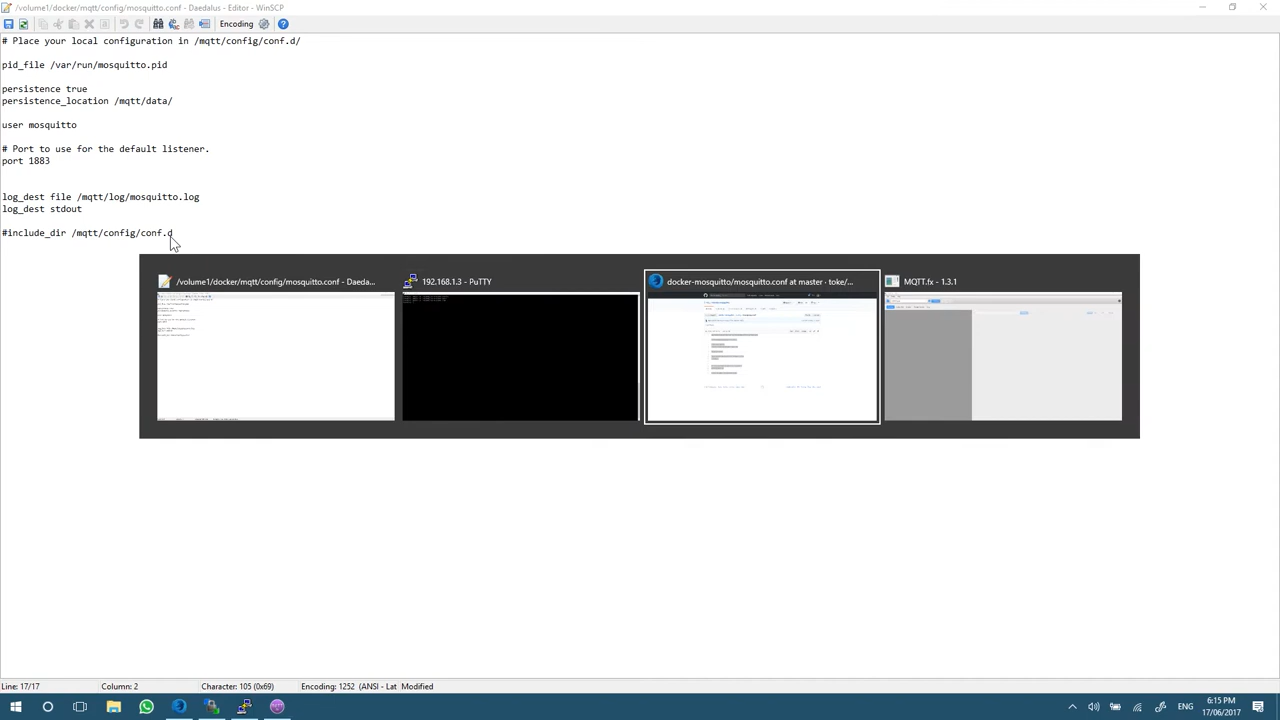 /volume1/docker/mqtt/config/mosquitto.conf - Daedalus - Editor - WinSCP
Encoding
# Place your local configuration in /mqtt/config/conf.d/
pid_file /var/run/mosquitto.pid
persistence true
persistence_location /mqtt/data/
user mosquitto
# Port to use for the default listener.
port 1883
log_dest file /mqtt/log/mosquitto.log
log_dest stdout
#include_dir /mqtt/config/conf.d
/volume1/docker/mqtt/config/mosquitto.conf - Daeda...
192.168.1.3 - PuTTY
docker-mosquitto/mosquitto.conf at master · toke/...
MQTT.fx - 1.3.1
Line: 17/17
Column: 2
Character: 105 (0x69)
Encoding: 1252 (ANSI - Lat
Modified
ENG
6:15 PM
17/06/2017